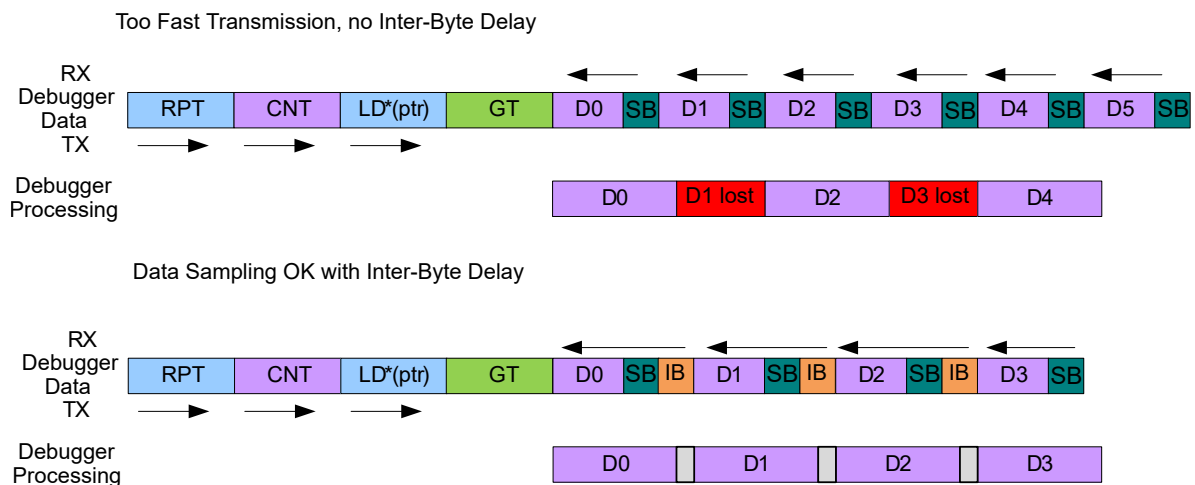 Too Fast Transmission, no Inter-Byte Delay
RX
Debugger
Data
TX
RPT CNT LD*(ptr) GT D0 SB D1 SB D2 SB D3 SB D4 SB D5 SB
Debugger
Processing
D0 D1 lost D2 D3 lost D4
Data Sampling OK with Inter-Byte Delay
RX
Debugger
Data
TX
RPT CNT LD*(ptr) GT D0 SB IB D1 SB IB D2 SB IB D3 SB
Debugger
Processing
D0 D1 D2 D3